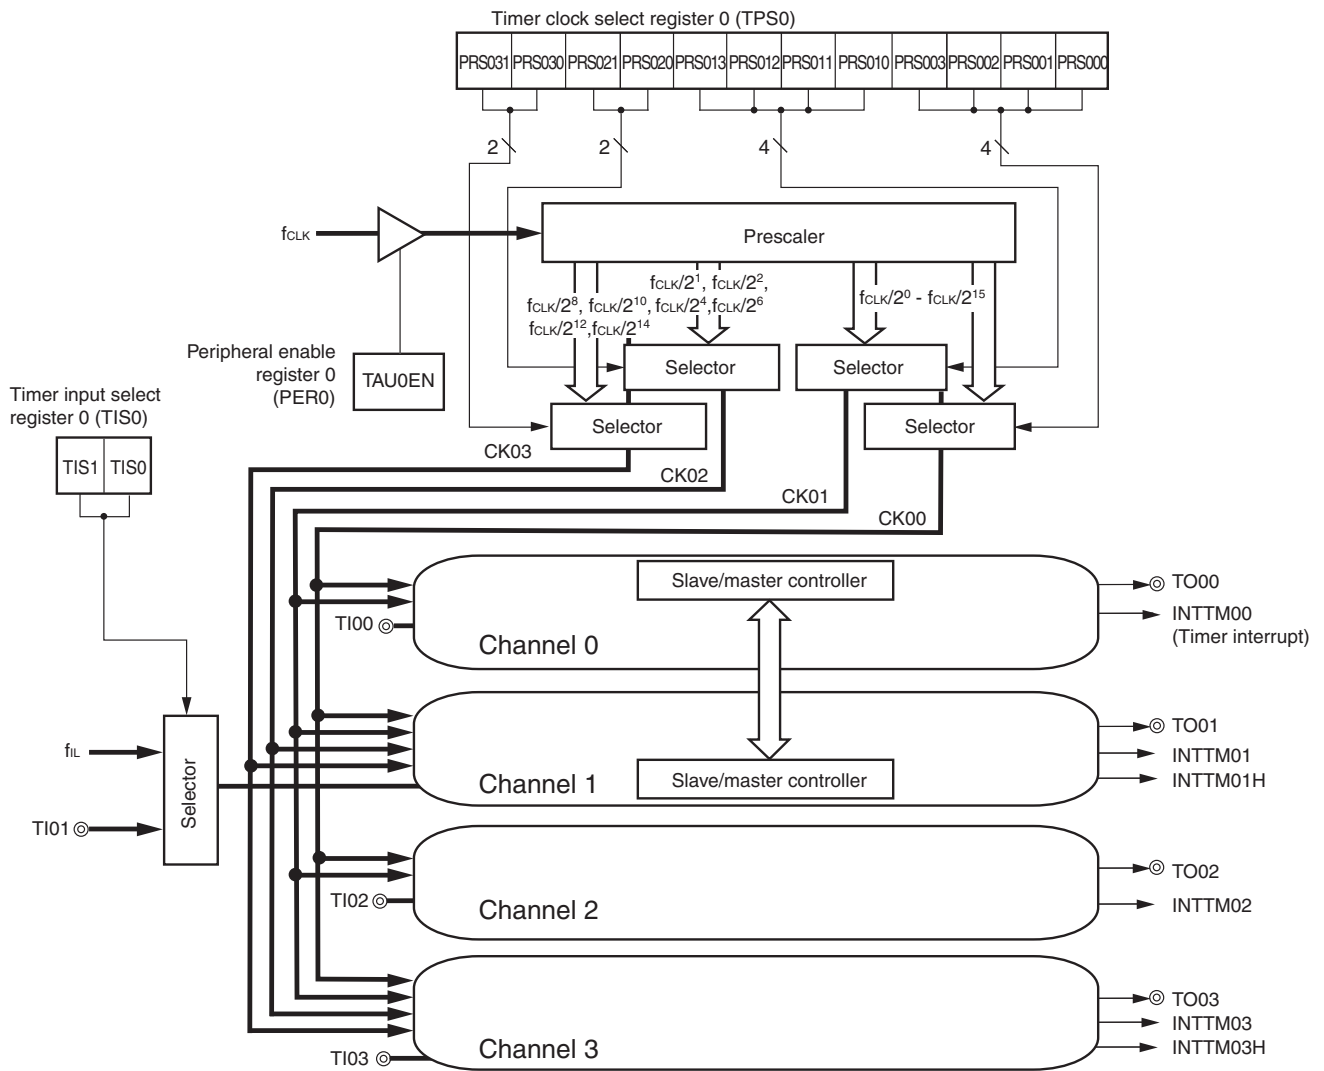 Timer clock select register 0 (TPS0)
PRS031 PRS030 PRS021 PRS020 PRS013 PRS012 PRS011 PRS010 PRS003 PRS002 PRS001 PRS000
2 2 4 4
fCLK
Prescaler
fCLK/2¹, fCLK/2²,
fCLK/2⁸, fCLK/2¹⁰, fCLK/2⁴,fCLK/2⁶
fCLK/2¹²,fCLK/2¹⁴
fCLK/2⁰ - fCLK/2¹⁵
Peripheral enable
register 0
(PER0)
TAU0EN
Selector
Selector
Timer input select
register 0 (TIS0)
TIS1 TIS0
Selector
Selector
CK03
CK02
CK01
CK00
Slave/master controller
TO00
TI00
Channel 0
INTTM00
(Timer interrupt)
TO01
fIL
INTTM01
Selector
Channel 1
Slave/master controller
INTTM01H
TI01
TO02
TI02
Channel 2
INTTM02
TO03
INTTM03
TI03
Channel 3
INTTM03H